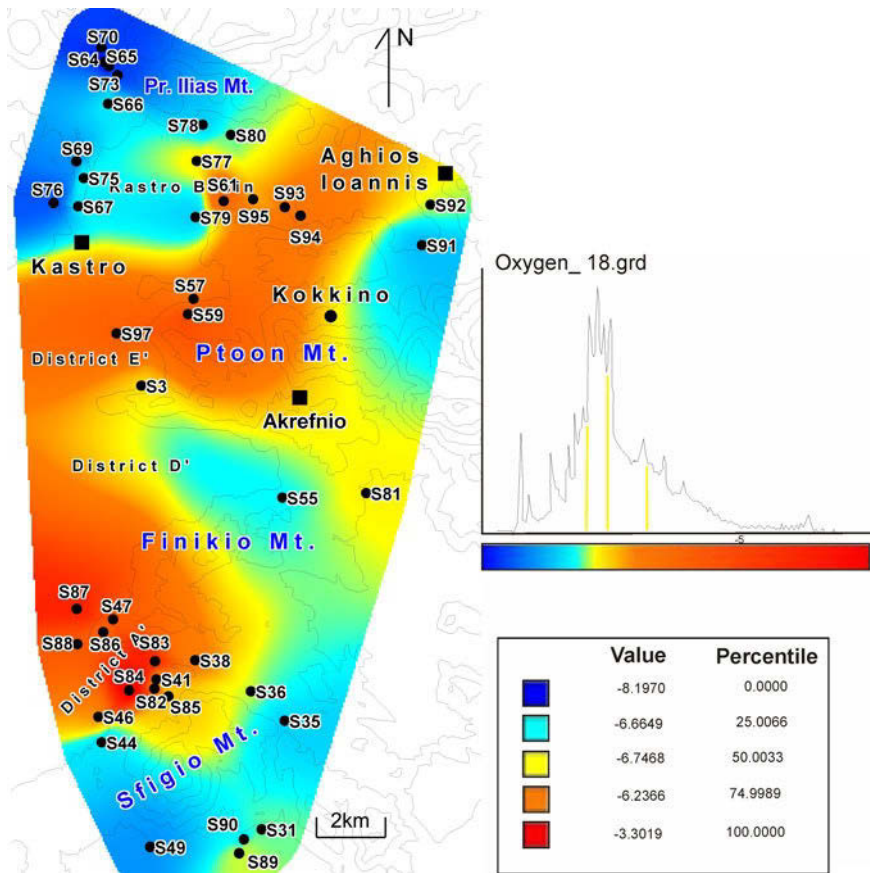 S70
N
S64 S65
S73
Pr. Ilias Mt.
S66
S78
S80
S69
S77
Aghios
Ioannis
S75
Kastro B in
S61
S93
S76
S67
S79
S95
S94
S92
S91
Kastro
Oxygen_ 18.grd
S57
Kokkino
S59
S97
Ptoon Mt.
District E'
S3
Akrefnio
District D'
S55
S81
Finikio Mt.
-5
S87
S47
S86
S83
S88
District A'
S38
S84
S41
S36
S82
S85
S46
S35
S44
Sfigio Mt.
2km
S90
S31
S49
S89
Value Percentile
-8.1970 0.0000
-6.6649 25.0066
-6.7468 50.0033
-6.2366 74.9989
-3.3019 100.0000